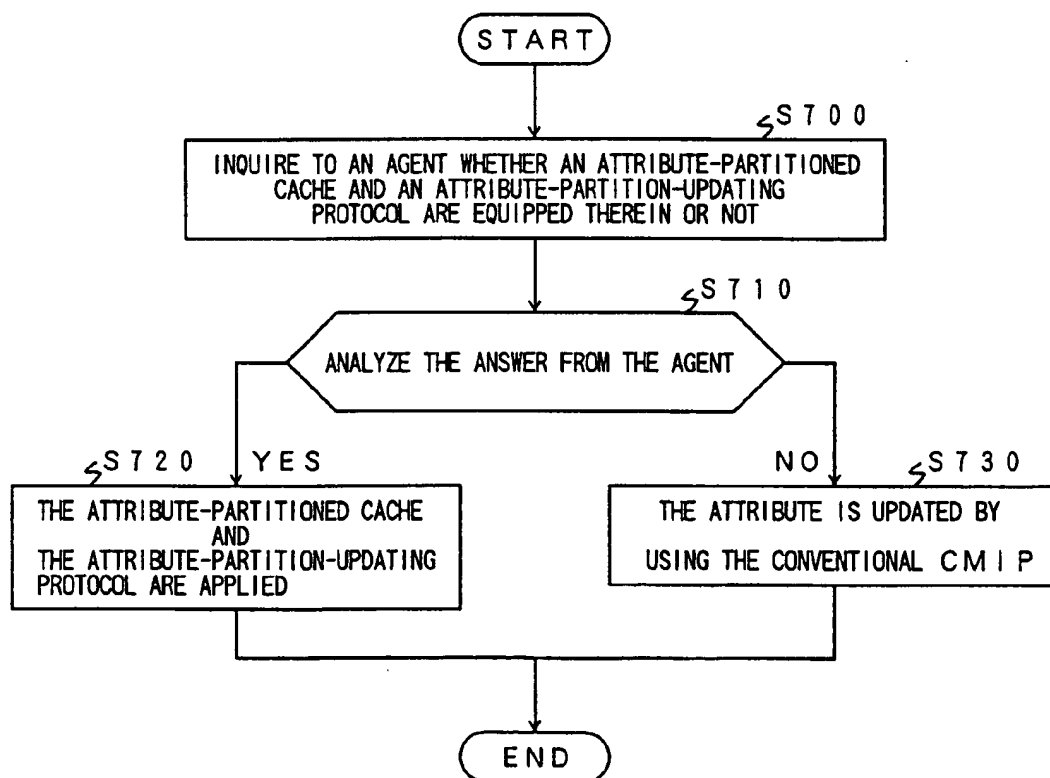 START
S700
INQUIRE TO AN AGENT WHETHER AN ATTRIBUTE-PARTITIONED
CACHE AND AN ATTRIBUTE-PARTITION-UPDATING
PROTOCOL ARE EQUIPPED THEREIN OR NOT
S710
ANALYZE THE ANSWER FROM THE AGENT
S720
YES
THE ATTRIBUTE-PARTITIONED CACHE
AND
THE ATTRIBUTE-PARTITION-UPDATING
PROTOCOL ARE APPLIED
NO
S730
THE ATTRIBUTE IS UPDATED BY
USING THE CONVENTIONAL CMIP
END